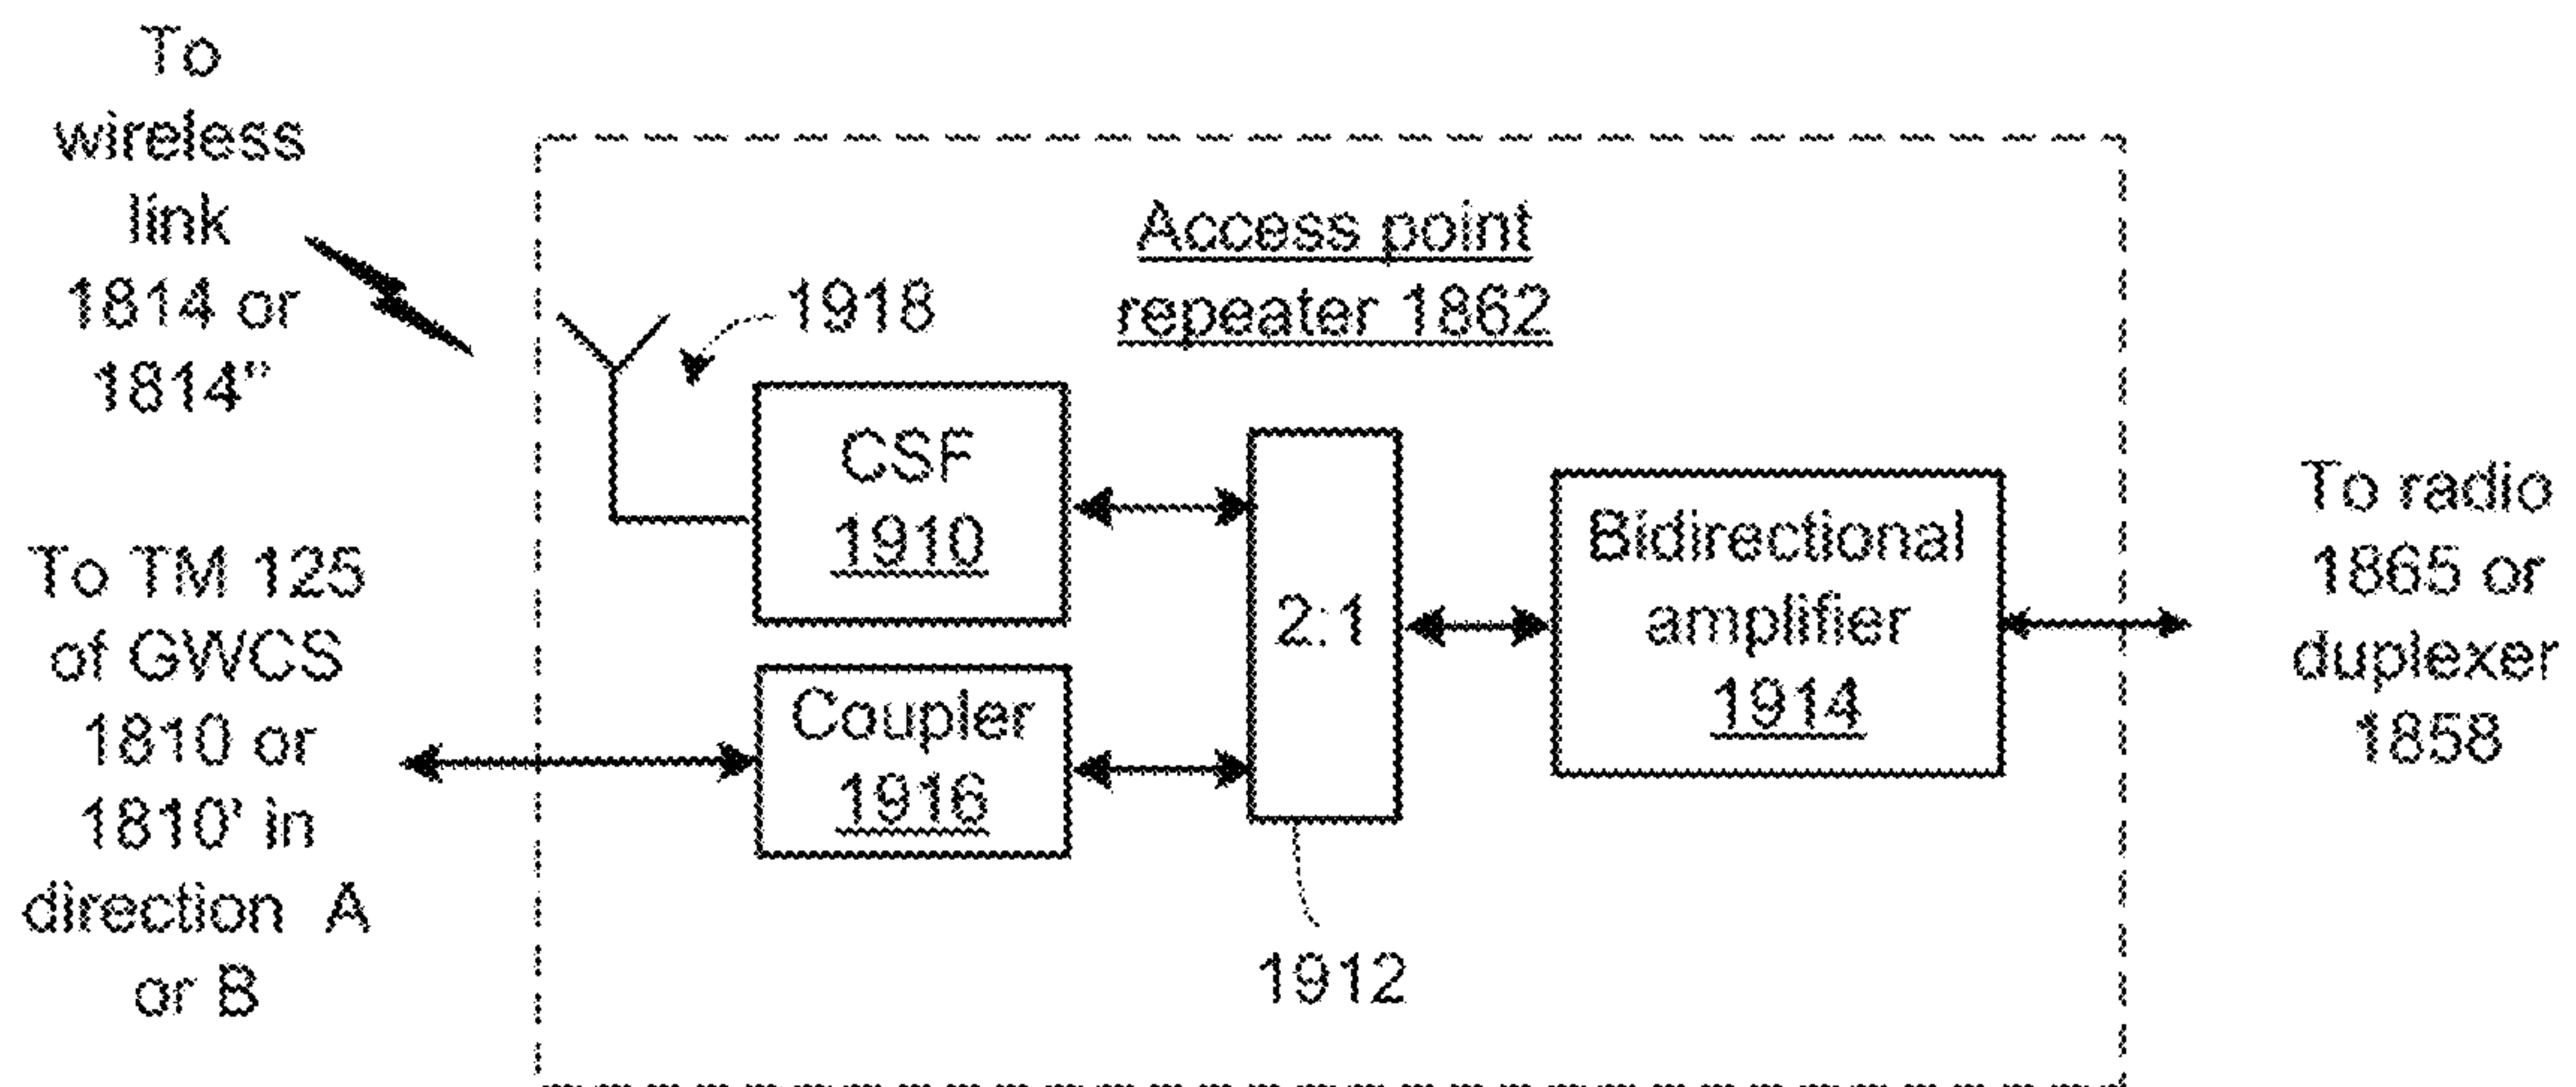 To
wireless
link
1814 or
1814"
To TM 125
of GWCS
1810 or
1810' in
direction A
or B
Access point
repeater 1862
1918
CSF
1910
Coupler
1916
2:1
1912
Bidirectional
amplifier
1914
To radio
1865 or
duplexer
1858